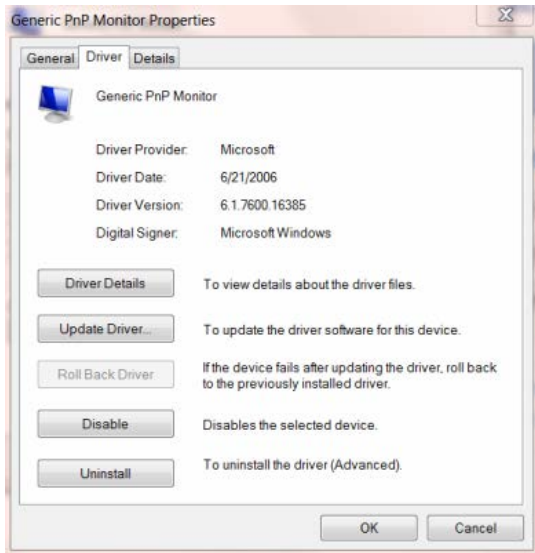 Generic PnP Monitor Properties
General Driver Details
Generic PnP Monitor
Driver Provider: Microsoft
Driver Date: 6/21/2006
Driver Version: 6.1.7600.16385
Digital Signer: Microsoft Windows
Driver Details To view details about the driver files.
Update Driver... To update the driver software for this device.
Roll Back Driver If the device fails after updating the driver, roll back
to the previously installed driver.
Disable Disables the selected device.
Uninstall To uninstall the driver (Advanced).
OK Cancel